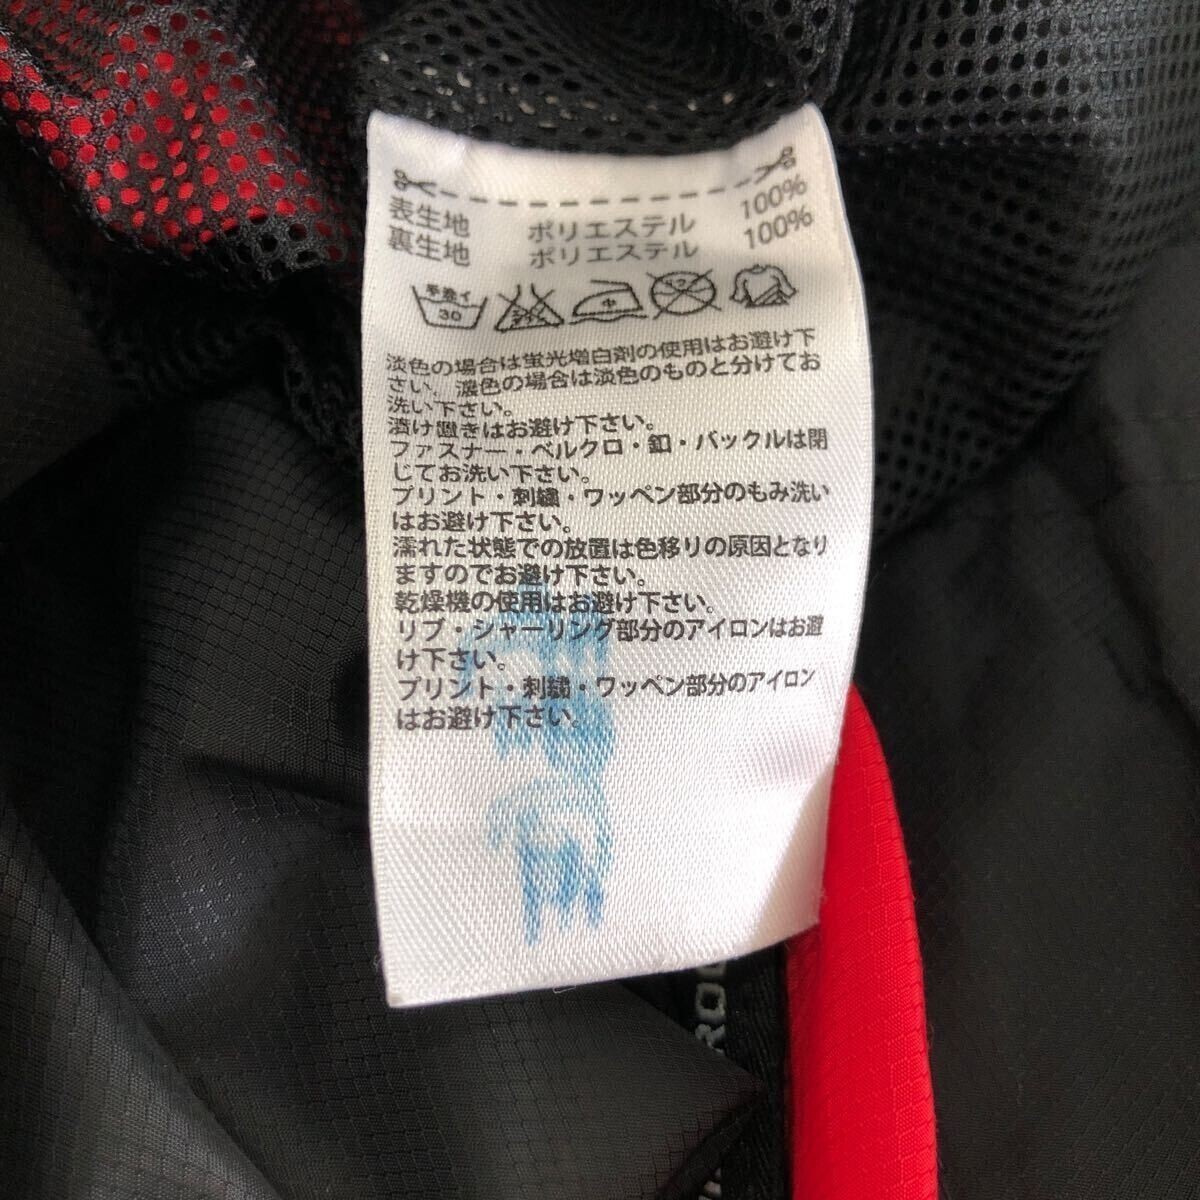 表生地 ポリエステル 100%
裏生地 ポリエステル 100%
手洗イ
30
中
淡色の場合は蛍光増白剤の使用はお避け下
さい。濃色の場合は淡色のものと分けてお
洗い下さい。
漬け置きはお避け下さい。
ファスナー・ベルクロ・釦・バックルは閉
じてお洗い下さい。
プリント・刺繍・ワッペン部分のもみ洗い
はお避け下さい。
濡れた状態での放置は色移りの原因となり
ますのでお避け下さい。
乾燥機の使用はお避け下さい。
リブ・シャーリング部分のアイロンはお避
け下さい。
プリント・刺繍・ワッペン部分のアイロン
はお避け下さい。